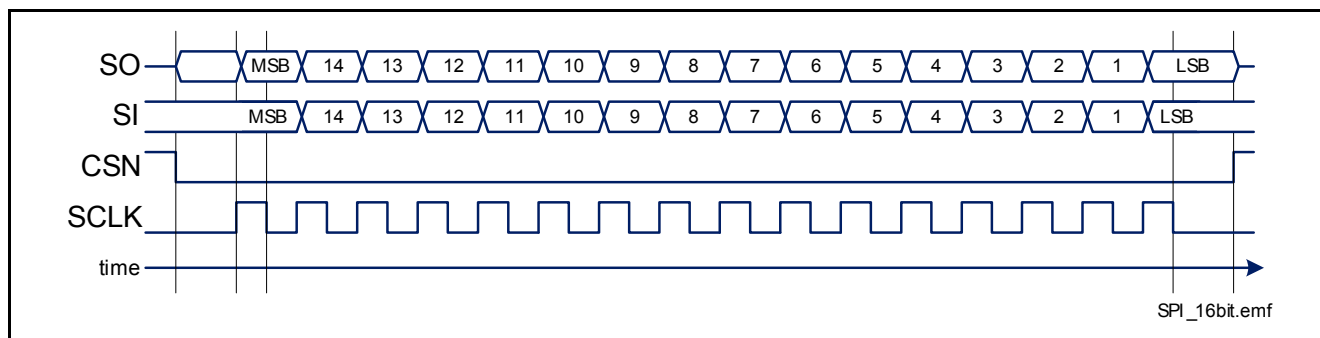 SO MSB 14 13 12 11 10 9 8 7 6 5 4 3 2 1 LSB
SI MSB 14 13 12 11 10 9 8 7 6 5 4 3 2 1 LSB
CSN
SCLK
time
SPI_16bit.emf